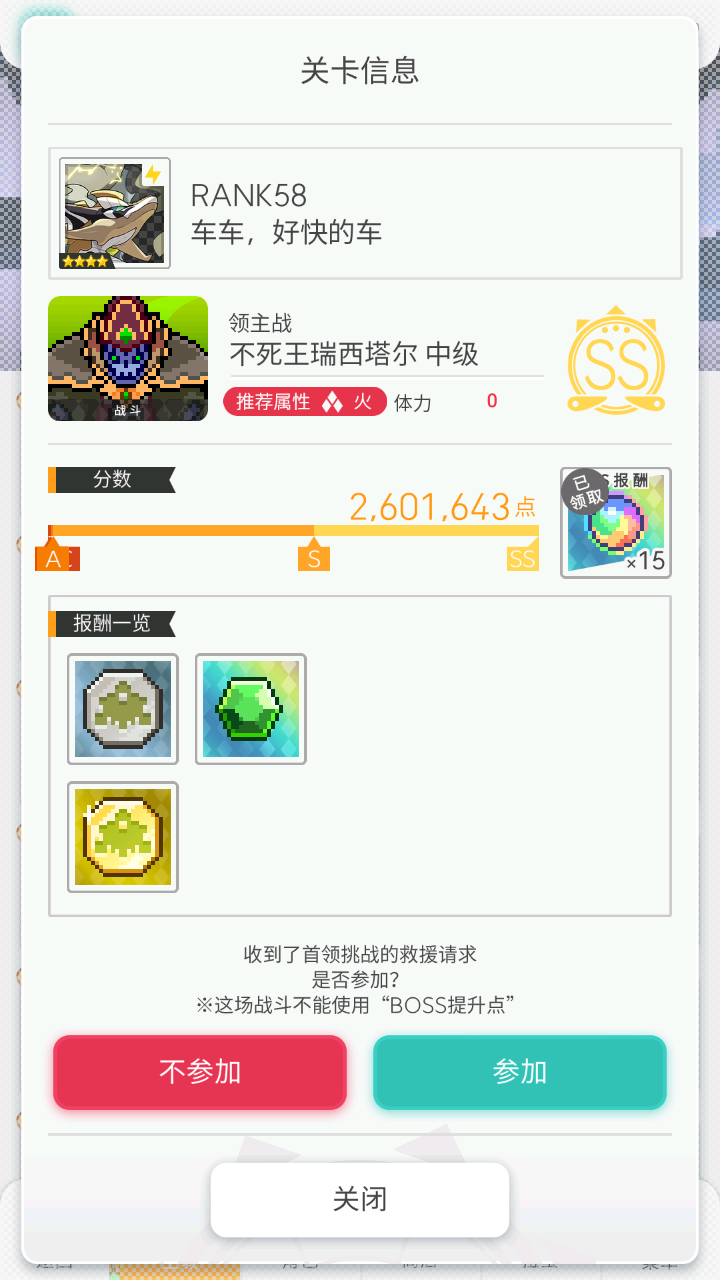 关卡信息
RANK58
车车，好快的车
领主战
不死王瑞西塔尔 中级
SS
战斗
推荐属性 火 体力 0
分数
2,601,643点
A
S
SS
已领取
S报酬
×15
报酬一览
收到了首领挑战的救援请求
是否参加？
※这场战斗不能使用“BOSS提升点”
不参加
参加
关闭